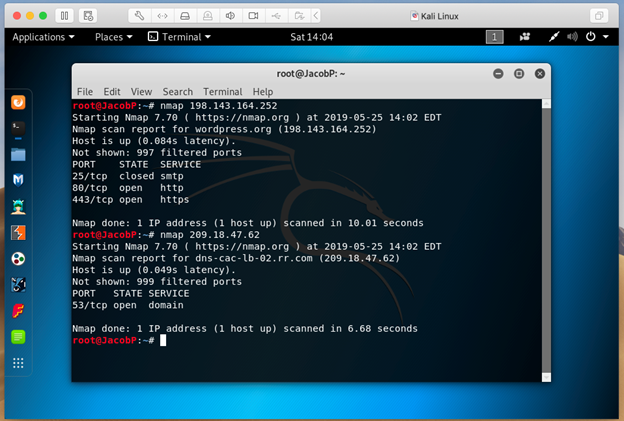 Kali Linux
Applications Places Terminal Sat 14:04 1
root@JacobP: ~
File Edit View Search Terminal Help
root@JacobP:~# nmap 198.143.164.252
Starting Nmap 7.70 ( https://nmap.org ) at 2019-05-25 14:02 EDT
Nmap scan report for wordpress.org (198.143.164.252)
Host is up (0.084s latency).
Not shown: 997 filtered ports
PORT    STATE  SERVICE
25/tcp  closed smtp
80/tcp  open   http
443/tcp open   https
Nmap done: 1 IP address (1 host up) scanned in 10.01 seconds
root@JacobP:~# nmap 209.18.47.62
Starting Nmap 7.70 ( https://nmap.org ) at 2019-05-25 14:02 EDT
Nmap scan report for dns-cac-lb-02.rr.com (209.18.47.62)
Host is up (0.049s latency).
Not shown: 999 filtered ports
PORT   STATE SERVICE
53/tcp open  domain
Nmap done: 1 IP address (1 host up) scanned in 6.68 seconds
root@JacobP:~#